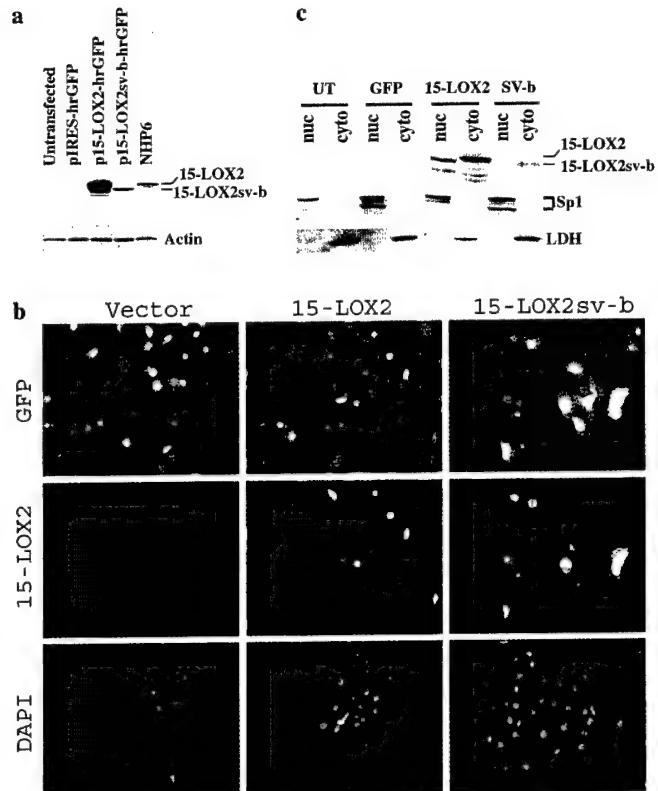 a
Untransfected
pIRES-hrGFP
p15-LOX2-hrGFP
p15-LOX2sv-b-hrGFP
NHP6
15-LOX2
15-LOX2sv-b
Actin
c
UT GFP 15-LOX2 SV-b
nuc cyto nuc cyto nuc cyto nuc cyto
15-LOX2
15-LOX2sv-b
Sp1
LDH
b
Vector 15-LOX2 15-LOX2sv-b
GFP
15-LOX2
DAPI